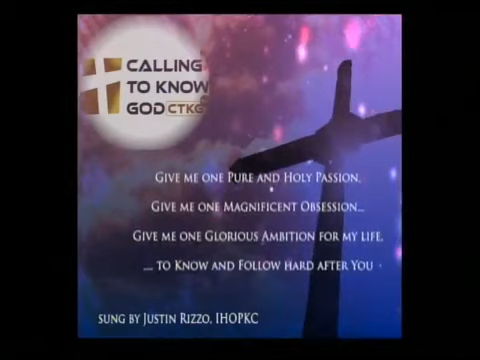 CALLING
TO KNOW
GOD CTKG
GIVE ME ONE PURE AND HOLY PASSION,
GIVE ME ONE MAGNIFICENT OBSESSION...
GIVE ME ONE GLORIOUS AMBITION FOR MY LIFE,
.... TO KNOW AND FOLLOW HARD AFTER YOU
SUNG BY JUSTIN RIZZO, IHOPKC